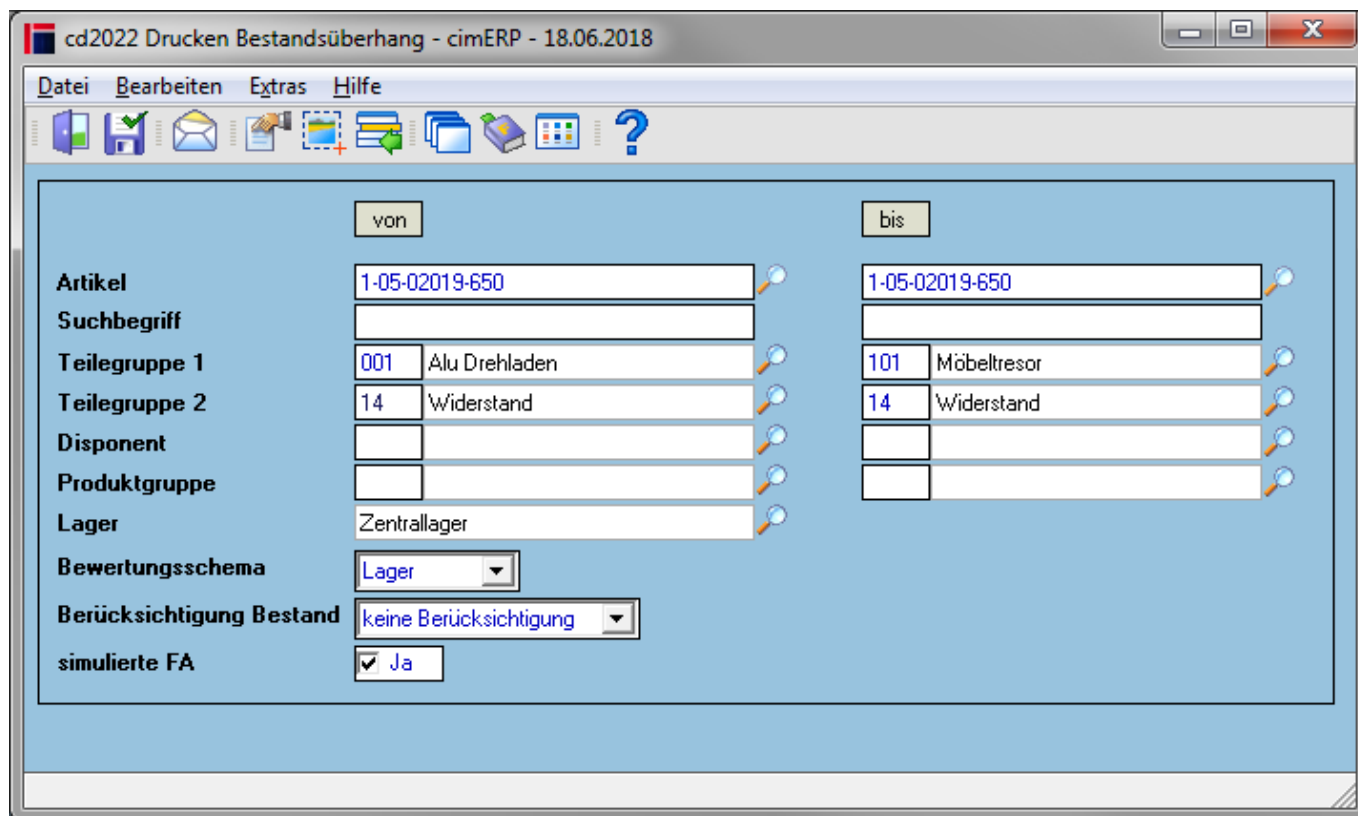 cd2022 Drucken Bestandsüberhang - cimERP - 18.06.2018
Datei Bearbeiten Extras Hilfe
von bis
Artikel 1-05-02019-650 1-05-02019-650
Suchbegriff
Teilegruppe 1 001 Alu Drehladen 101 Möbeltresor
Teilegruppe 2 14 Widerstand 14 Widerstand
Disponent
Produktgruppe
Lager Zentrallager
Bewertungsschema Lager
Berücksichtigung Bestand keine Berücksichtigung
simulierte FA Ja